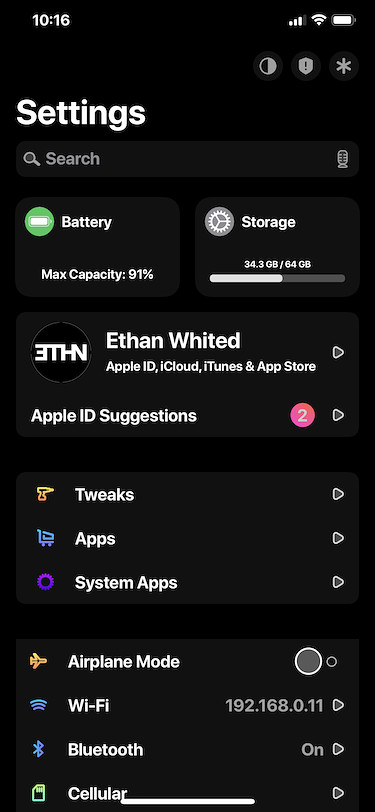 10:16
Settings
Search
Battery
Max Capacity: 91%
Storage
34.3 GB / 64 GB
ETHN
Ethan Whited
Apple ID, iCloud, iTunes & App Store
Apple ID Suggestions 2
Tweaks
Apps
System Apps
Airplane Mode
Wi-Fi 192.168.0.11
Bluetooth On
Cellular